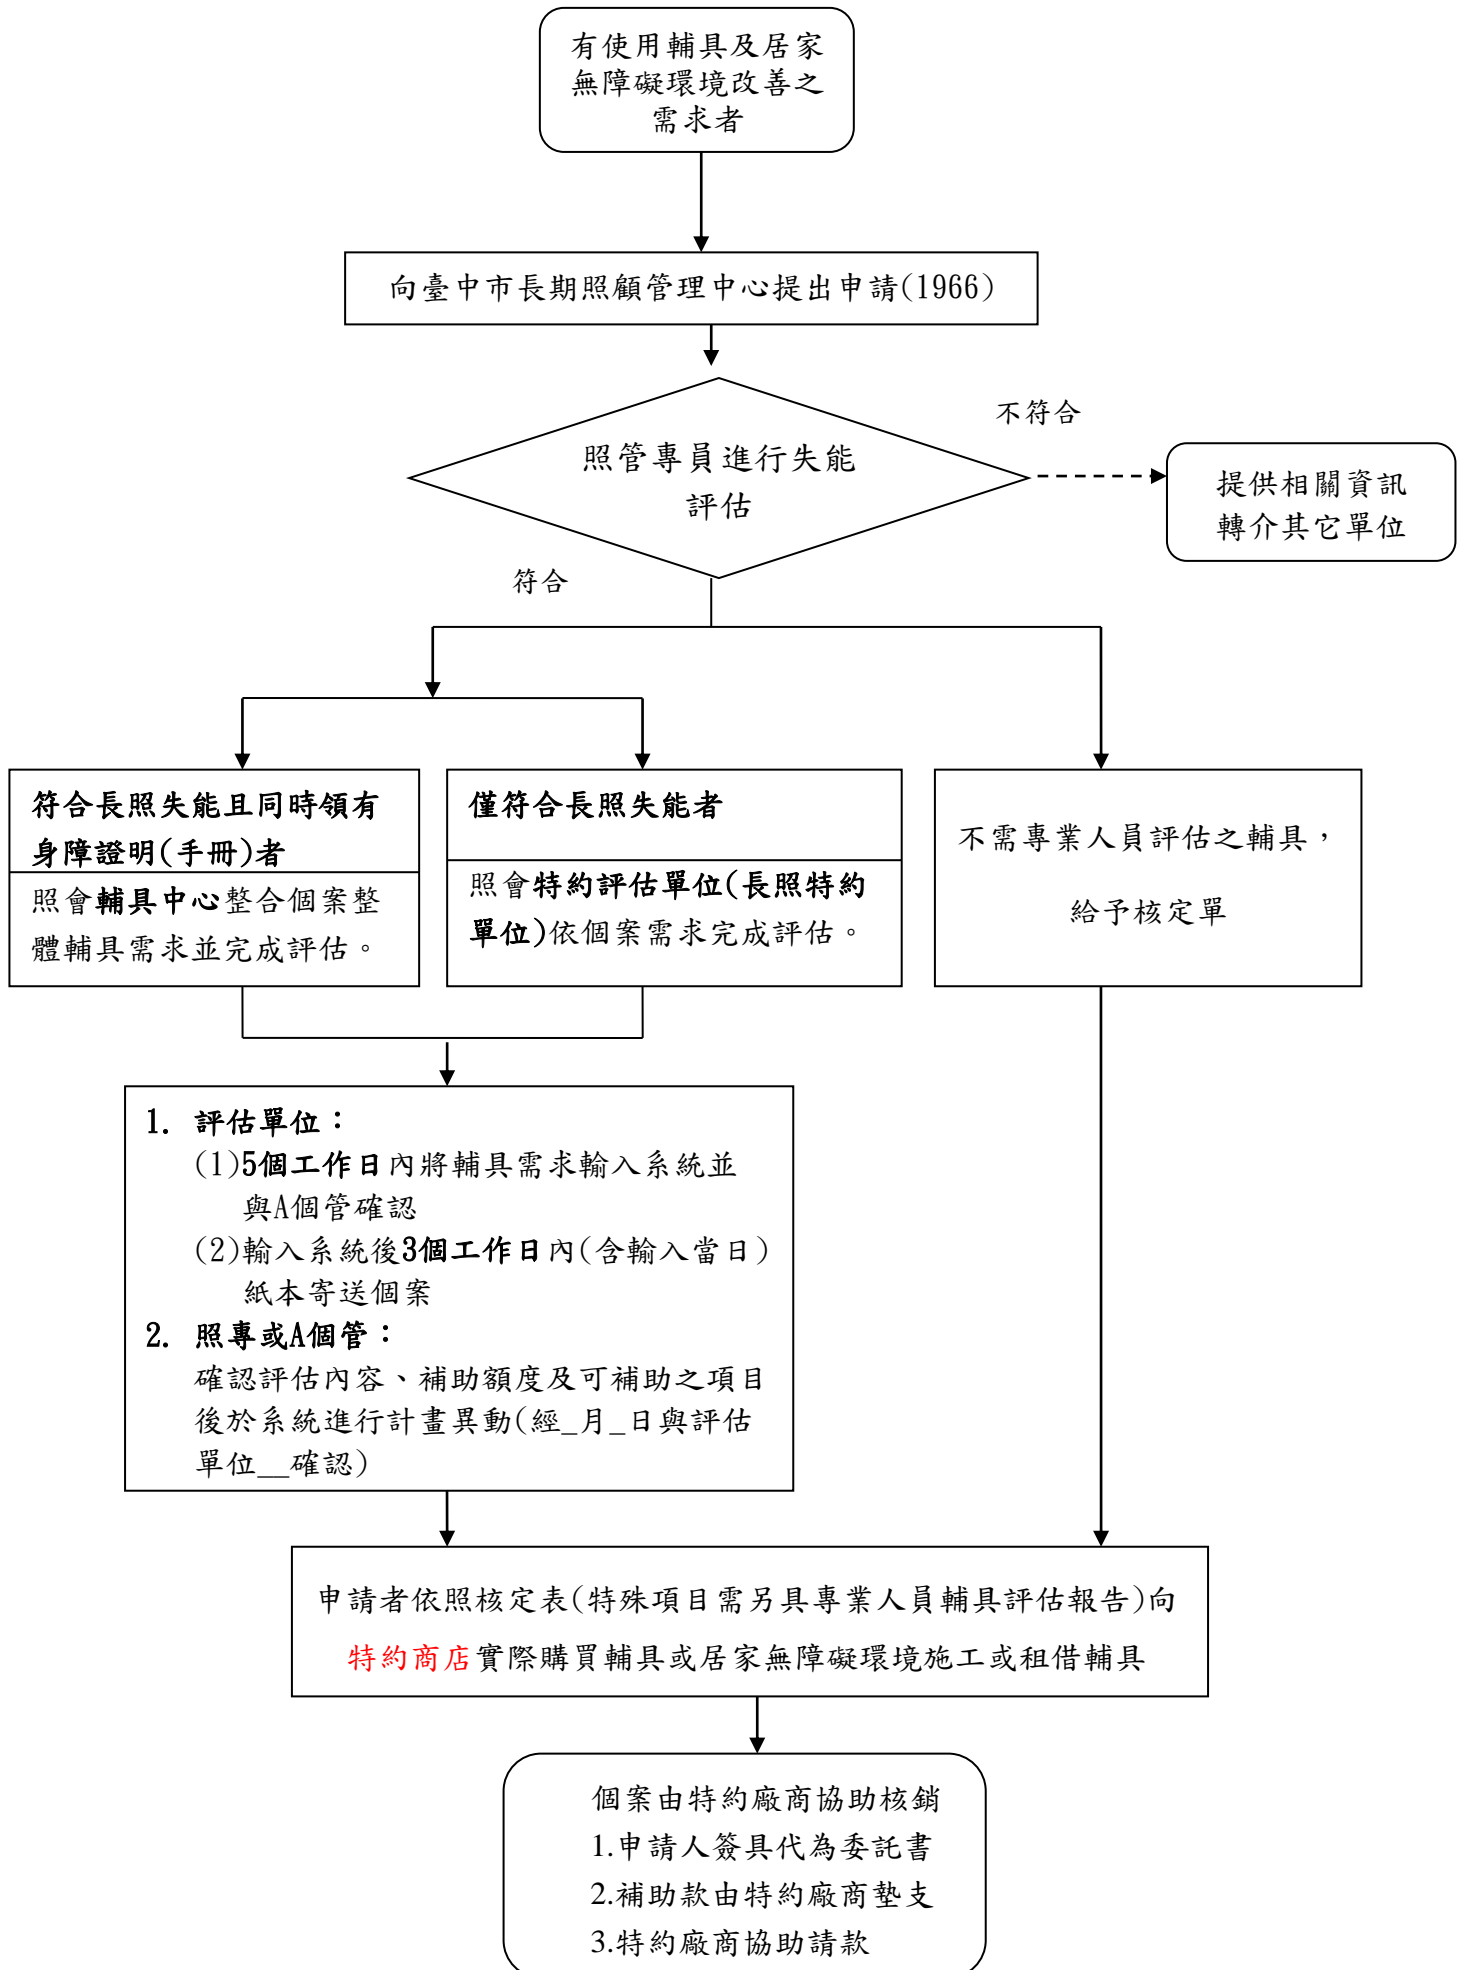 有使用輔具及居家
無障礙環境改善之
需求者
向臺中市長期照顧管理中心提出申請(1966)
照管專員進行失能
評估
不符合
提供相關資訊
轉介其它單位
符合
符合長照失能且同時領有
身障證明(手冊)者
照會輔具中心整合個案整
體輔具需求並完成評估。
僅符合長照失能者
照會特約評估單位(長照特約
單位)依個案需求完成評估。
不需專業人員評估之輔具，
給予核定單
1. 評估單位：
(1)5個工作日內將輔具需求輸入系統並
與A個管確認
(2)輸入系統後3個工作日內(含輸入當日)
紙本寄送個案
2. 照專或A個管：
確認評估內容、補助額度及可補助之項目
後於系統進行計畫異動(經_月_日與評估
單位__確認)
申請者依照核定表(特殊項目需另具專業人員輔具評估報告)向
特約商店實際購買輔具或居家無障礙環境施工或租借輔具
個案由特約廠商協助核銷
1.申請人簽具代為委託書
2.補助款由特約廠商墊支
3.特約廠商協助請款